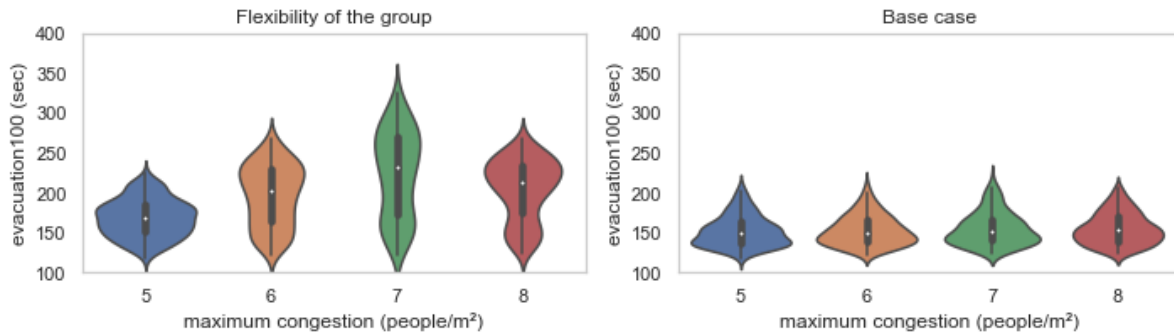 Flexibility of the group
400
350
300
250
200
150
100
evacuation100 (sec)
5 6 7 8
maximum congestion (people/m²)
Base case
400
350
300
250
200
150
100
evacuation100 (sec)
5 6 7 8
maximum congestion (people/m²)